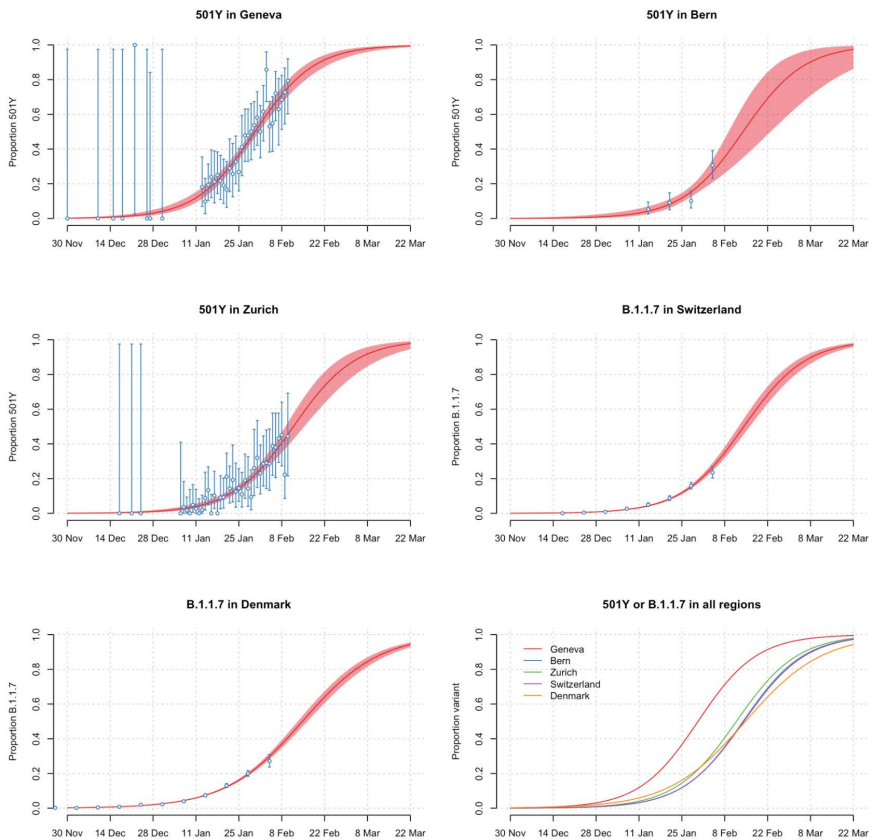 501Y in Geneva
Proportion 501Y
1.0
0.8
0.6
0.4
0.2
0.0
30 Nov 14 Dec 28 Dec 11 Jan 25 Jan 8 Feb 22 Feb 8 Mar 22 Mar
501Y in Bern
Proportion 501Y
1.0
0.8
0.6
0.4
0.2
0.0
30 Nov 14 Dec 28 Dec 11 Jan 25 Jan 8 Feb 22 Feb 8 Mar 22 Mar
501Y in Zurich
Proportion 501Y
1.0
0.8
0.6
0.4
0.2
0.0
30 Nov 14 Dec 28 Dec 11 Jan 25 Jan 8 Feb 22 Feb 8 Mar 22 Mar
B.1.1.7 in Switzerland
Proportion B.1.1.7
1.0
0.8
0.6
0.4
0.2
0.0
30 Nov 14 Dec 28 Dec 11 Jan 25 Jan 8 Feb 22 Feb 8 Mar 22 Mar
B.1.1.7 in Denmark
Proportion B.1.1.7
1.0
0.8
0.6
0.4
0.2
0.0
30 Nov 14 Dec 28 Dec 11 Jan 25 Jan 8 Feb 22 Feb 8 Mar 22 Mar
501Y or B.1.1.7 in all regions
Proportion variant
1.0
0.8
0.6
0.4
0.2
0.0
Geneva
Bern
Zurich
Switzerland
Denmark
30 Nov 14 Dec 28 Dec 11 Jan 25 Jan 8 Feb 22 Feb 8 Mar 22 Mar